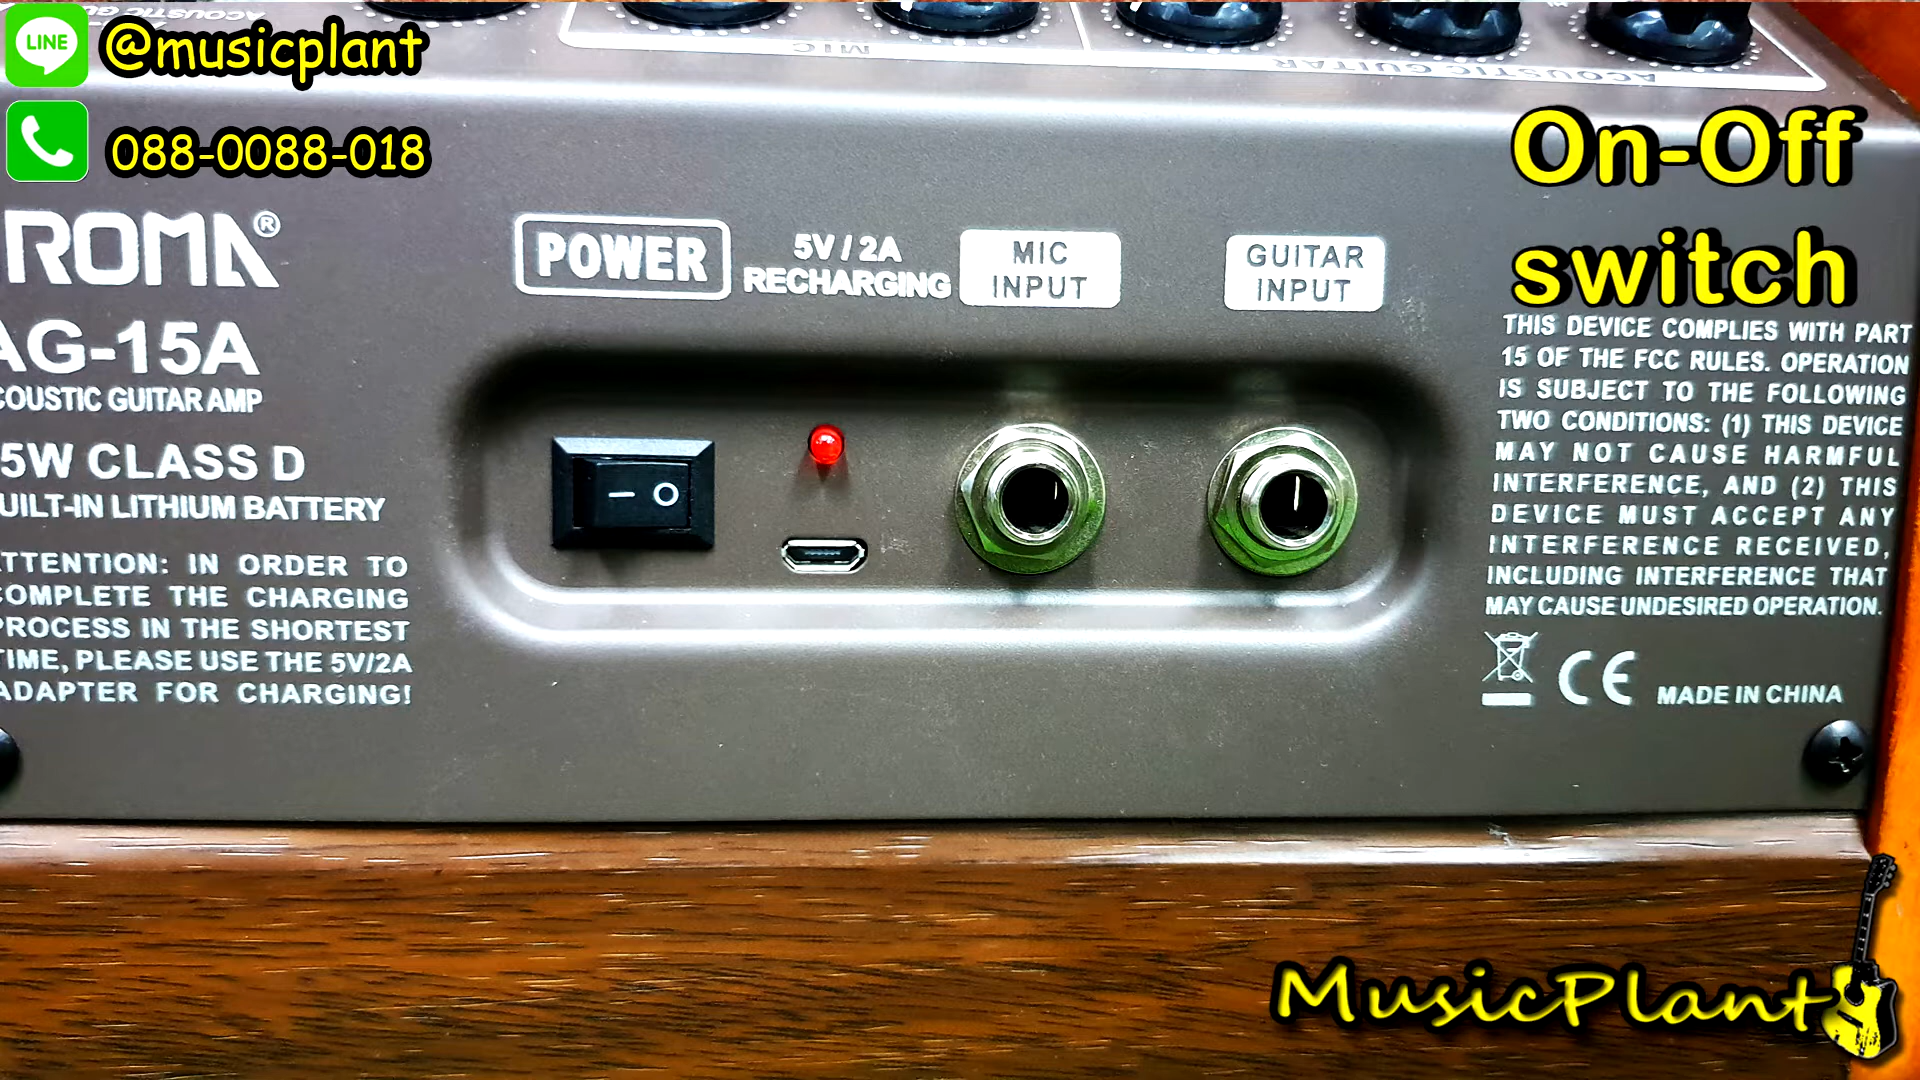 LINE
@musicplant
088-0088-018
On-Off
switch
MIC
ACOUSTIC GUITAR
ROMA®
AG-15A
COUSTIC GUITAR AMP
5W CLASS D
UILT-IN LITHIUM BATTERY
TTENTION: IN ORDER TO
COMPLETE THE CHARGING
PROCESS IN THE SHORTEST
TIME, PLEASE USE THE 5V/2A
ADAPTER FOR CHARGING!
POWER
5V / 2A
RECHARGING
MIC
INPUT
GUITAR
INPUT
THIS DEVICE COMPLIES WITH PART
15 OF THE FCC RULES. OPERATION
IS SUBJECT TO THE FOLLOWING
TWO CONDITIONS: (1) THIS DEVICE
MAY NOT CAUSE HARMFUL
INTERFERENCE, AND (2) THIS
DEVICE MUST ACCEPT ANY
INTERFERENCE RECEIVED,
INCLUDING INTERFERENCE THAT
MAY CAUSE UNDESIRED OPERATION.
CE MADE IN CHINA
MusicPlant